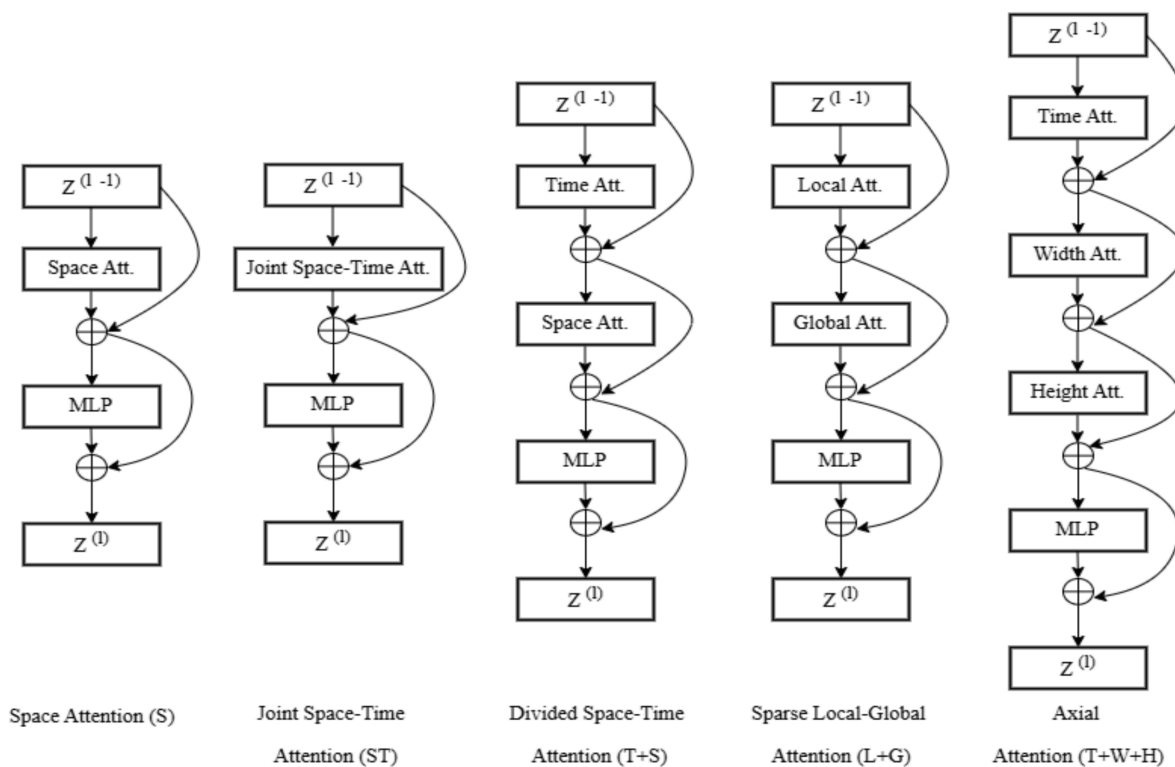 Z (l -1)
Space Att.
MLP
Z (l)
Space Attention (S)
Z (l -1)
Joint Space-Time Att.
MLP
Z (l)
Joint Space-Time
Attention (ST)
Z (l -1)
Time Att.
Space Att.
MLP
Z (l)
Divided Space-Time
Attention (T+S)
Z (l -1)
Local Att.
Global Att.
MLP
Z (l)
Sparse Local-Global
Attention (L+G)
Z (l -1)
Time Att.
Width Att.
Height Att.
MLP
Z (l)
Axial
Attention (T+W+H)